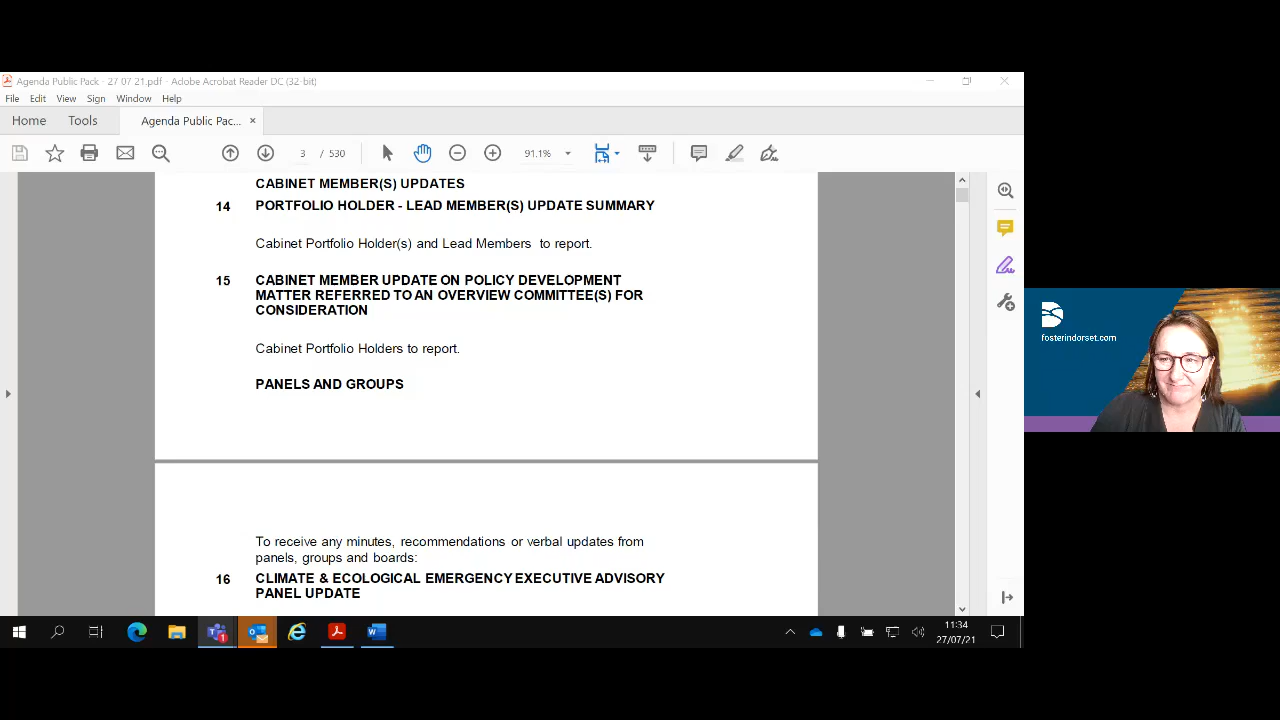 Agenda Public Pack - 27 07 21.pdf - Adobe Acrobat Reader DC (32-bit)
File Edit View Sign Window Help
Home Tools Agenda Public Pac... ×
3 / 530 91.1%
CABINET MEMBER(S) UPDATES
14 PORTFOLIO HOLDER - LEAD MEMBER(S) UPDATE SUMMARY
Cabinet Portfolio Holder(s) and Lead Members to report.
15 CABINET MEMBER UPDATE ON POLICY DEVELOPMENT
MATTER REFERRED TO AN OVERVIEW COMMITTEE(S) FOR
CONSIDERATION
Cabinet Portfolio Holders to report.
PANELS AND GROUPS
To receive any minutes, recommendations or verbal updates from
panels, groups and boards:
16 CLIMATE & ECOLOGICAL EMERGENCY EXECUTIVE ADVISORY
PANEL UPDATE
fosterindorset.com
11:34
27/07/21